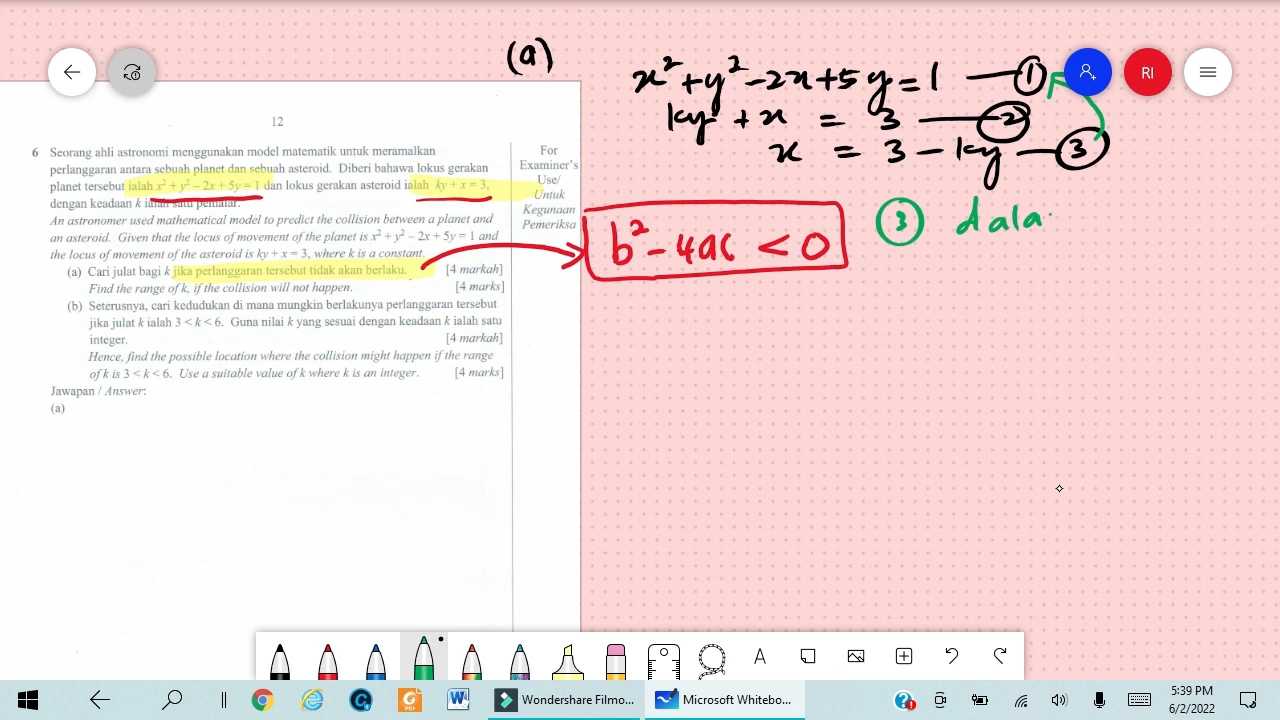 (a)
x² + y² - 2x + 5y = 1 — ①
ky + x = 3 — ②
x = 3 - ky — ③
③ dala
b² - 4ac < 0
RI
12
6 Seorang ahli astronomi menggunakan model matematik untuk meramalkan
perlanggaran antara sebuah planet dan sebuah asteroid. Diberi bahawa lokus gerakan
planet tersebut ialah x² + y² – 2x + 5y = 1 dan lokus gerakan asteroid ialah ky + x = 3,
dengan keadaan k ialah satu pemalar.
An astronomer used mathematical model to predict the collision between a planet and
an asteroid. Given that the locus of movement of the planet is x² + y² – 2x + 5y = 1 and
the locus of movement of the asteroid is ky + x = 3, where k is a constant.
(a) Cari julat bagi k jika perlanggaran tersebut tidak akan berlaku. [4 markah]
Find the range of k, if the collision will not happen. [4 marks]
(b) Seterusnya, cari kedudukan di mana mungkin berlakunya perlanggaran tersebut
jika julat k ialah 3 < k < 6. Guna nilai k yang sesuai dengan keadaan k ialah satu
integer. [4 markah]
Hence, find the possible location where the collision might happen if the range
of k is 3 < k < 6. Use a suitable value of k where k is an integer. [4 marks]
Jawapan / Answer:
(a)
For
Examiner's
Use/
Untuk
Kegunaan
Pemeriksa
A
PDF
Wondershare Filmo...
Microsoft Whitebo...
5:39 PM
6/2/2022